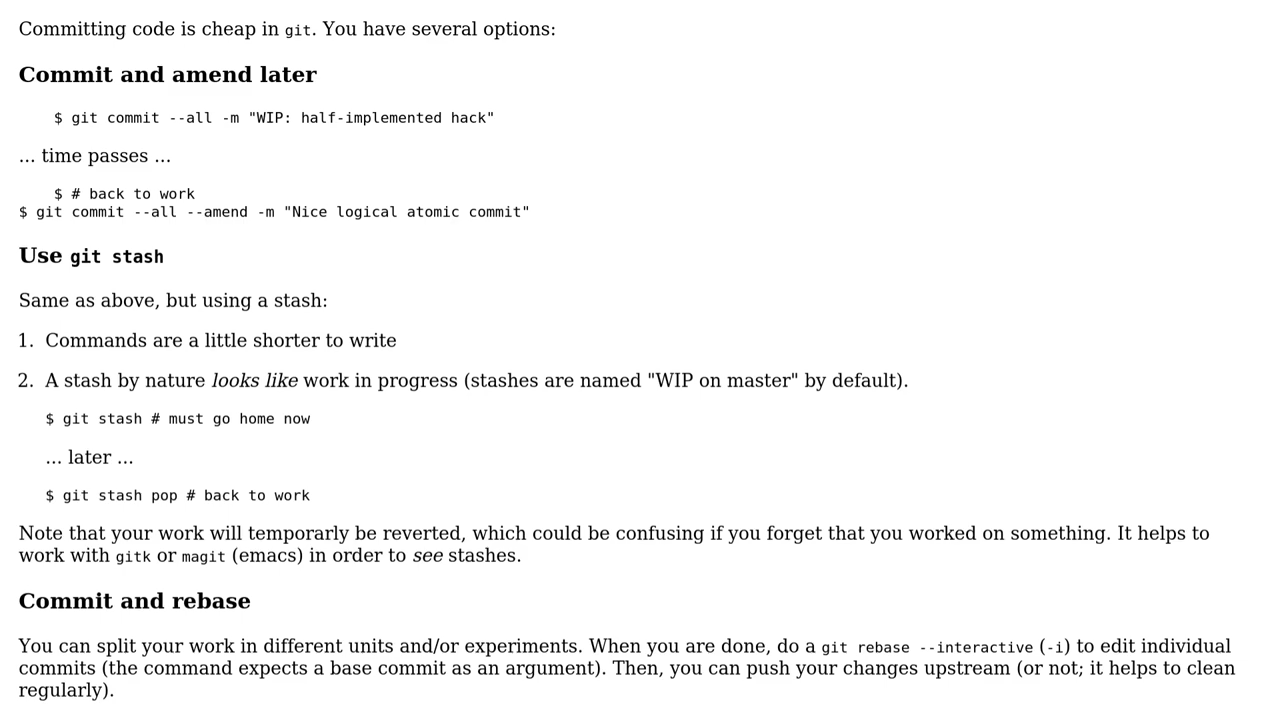 Committing code is cheap in git. You have several options:
Commit and amend later
$ git commit --all -m "WIP: half-implemented hack"
... time passes ...
$ # back to work
$ git commit --all --amend -m "Nice logical atomic commit"
Use git stash
Same as above, but using a stash:
1. Commands are a little shorter to write
2. A stash by nature looks like work in progress (stashes are named "WIP on master" by default).
$ git stash # must go home now
... later ...
$ git stash pop # back to work
Note that your work will temporarly be reverted, which could be confusing if you forget that you worked on something. It helps to
work with gitk or magit (emacs) in order to see stashes.
Commit and rebase
You can split your work in different units and/or experiments. When you are done, do a git rebase --interactive (-i) to edit individual
commits (the command expects a base commit as an argument). Then, you can push your changes upstream (or not; it helps to clean
regularly).